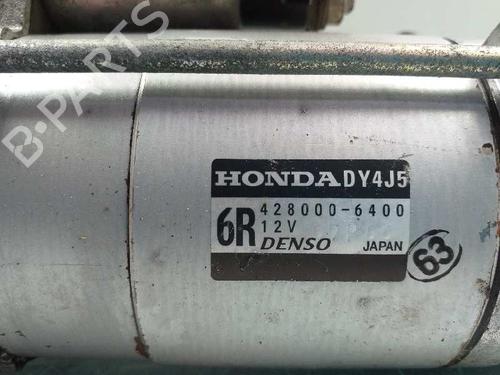 B-PARTS
HONDA DY4J5
6R 428000-6400
12V
DENSO JAPAN
63